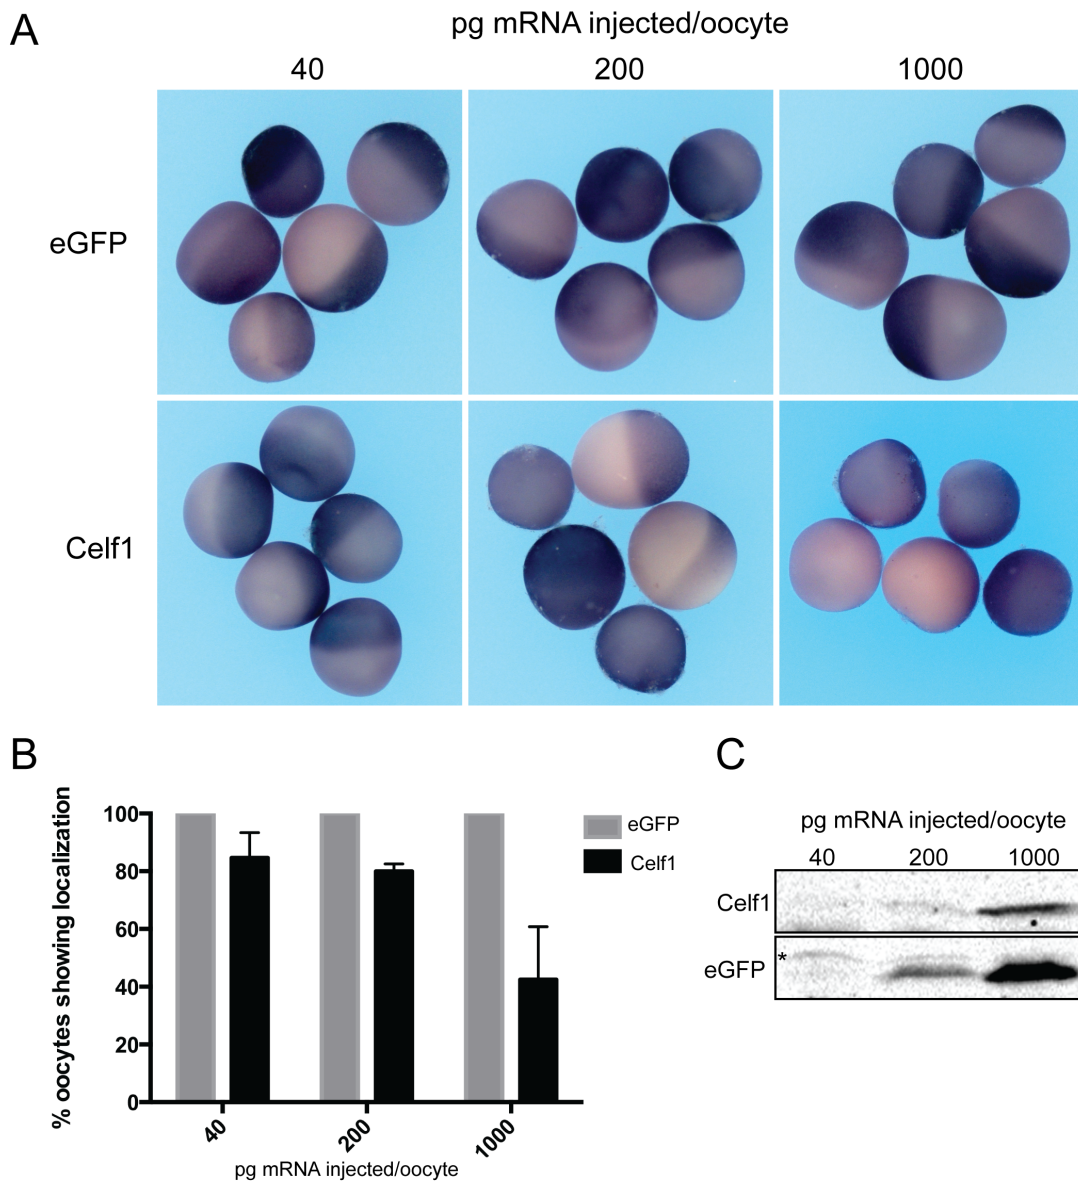 A
pg mRNA injected/oocyte
40 200 1000
eGFP
Celf1
B
% oocytes showing localization
100
80
60
40
20
0
40 200 1000
pg mRNA injected/oocyte
eGFP
Celf1
C
pg mRNA injected/oocyte
40 200 1000
Celf1
*
eGFP